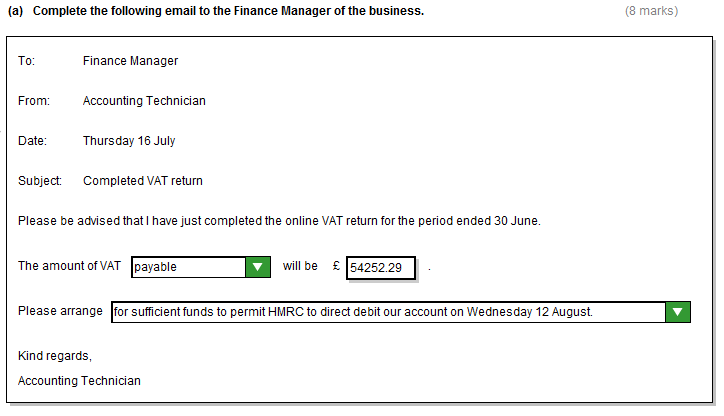 (a) Complete the following email to the Finance Manager of the business. (8 marks)
To: Finance Manager
From: Accounting Technician
Date: Thursday 16 July
Subject: Completed VAT return
Please be advised that I have just completed the online VAT return for the period ended 30 June.
The amount of VAT payable will be £ 54252.29 .
Please arrange for sufficient funds to permit HMRC to direct debit our account on Wednesday 12 August.
Kind regards,
Accounting Technician